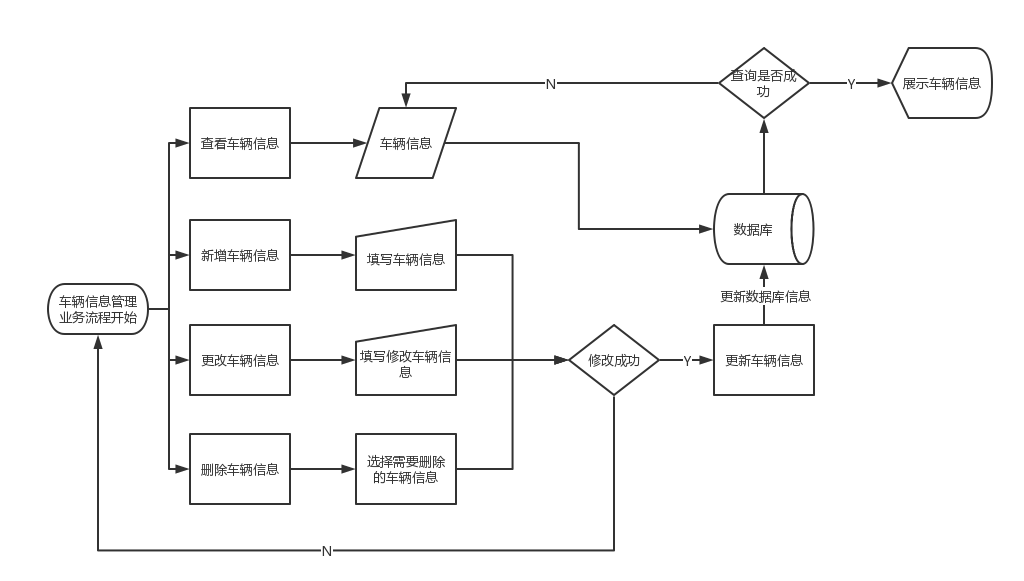 查询是否成
功
N
Y
展示车辆信息
查看车辆信息
车辆信息
数据库
新增车辆信息
填写车辆信息
车辆信息管理
业务流程开始
更新数据库信息
更改车辆信息
填写修改车辆信
息
修改成功
Y
更新车辆信息
删除车辆信息
选择需要删除
的车辆信息
N